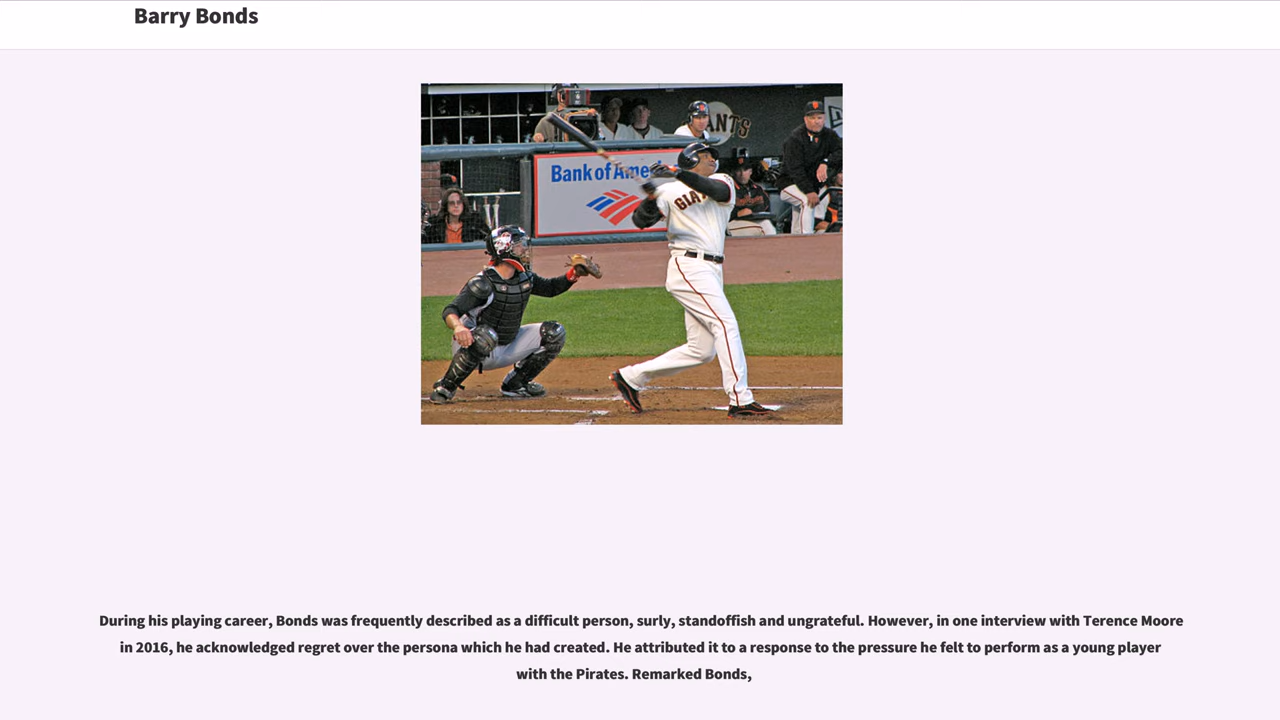 Barry Bonds
ANTS
Bank of Ame
GIA
During his playing career, Bonds was frequently described as a difficult person, surly, standoffish and ungrateful. However, in one interview with Terence Moore
in 2016, he acknowledged regret over the persona which he had created. He attributed it to a response to the pressure he felt to perform as a young player
with the Pirates. Remarked Bonds,